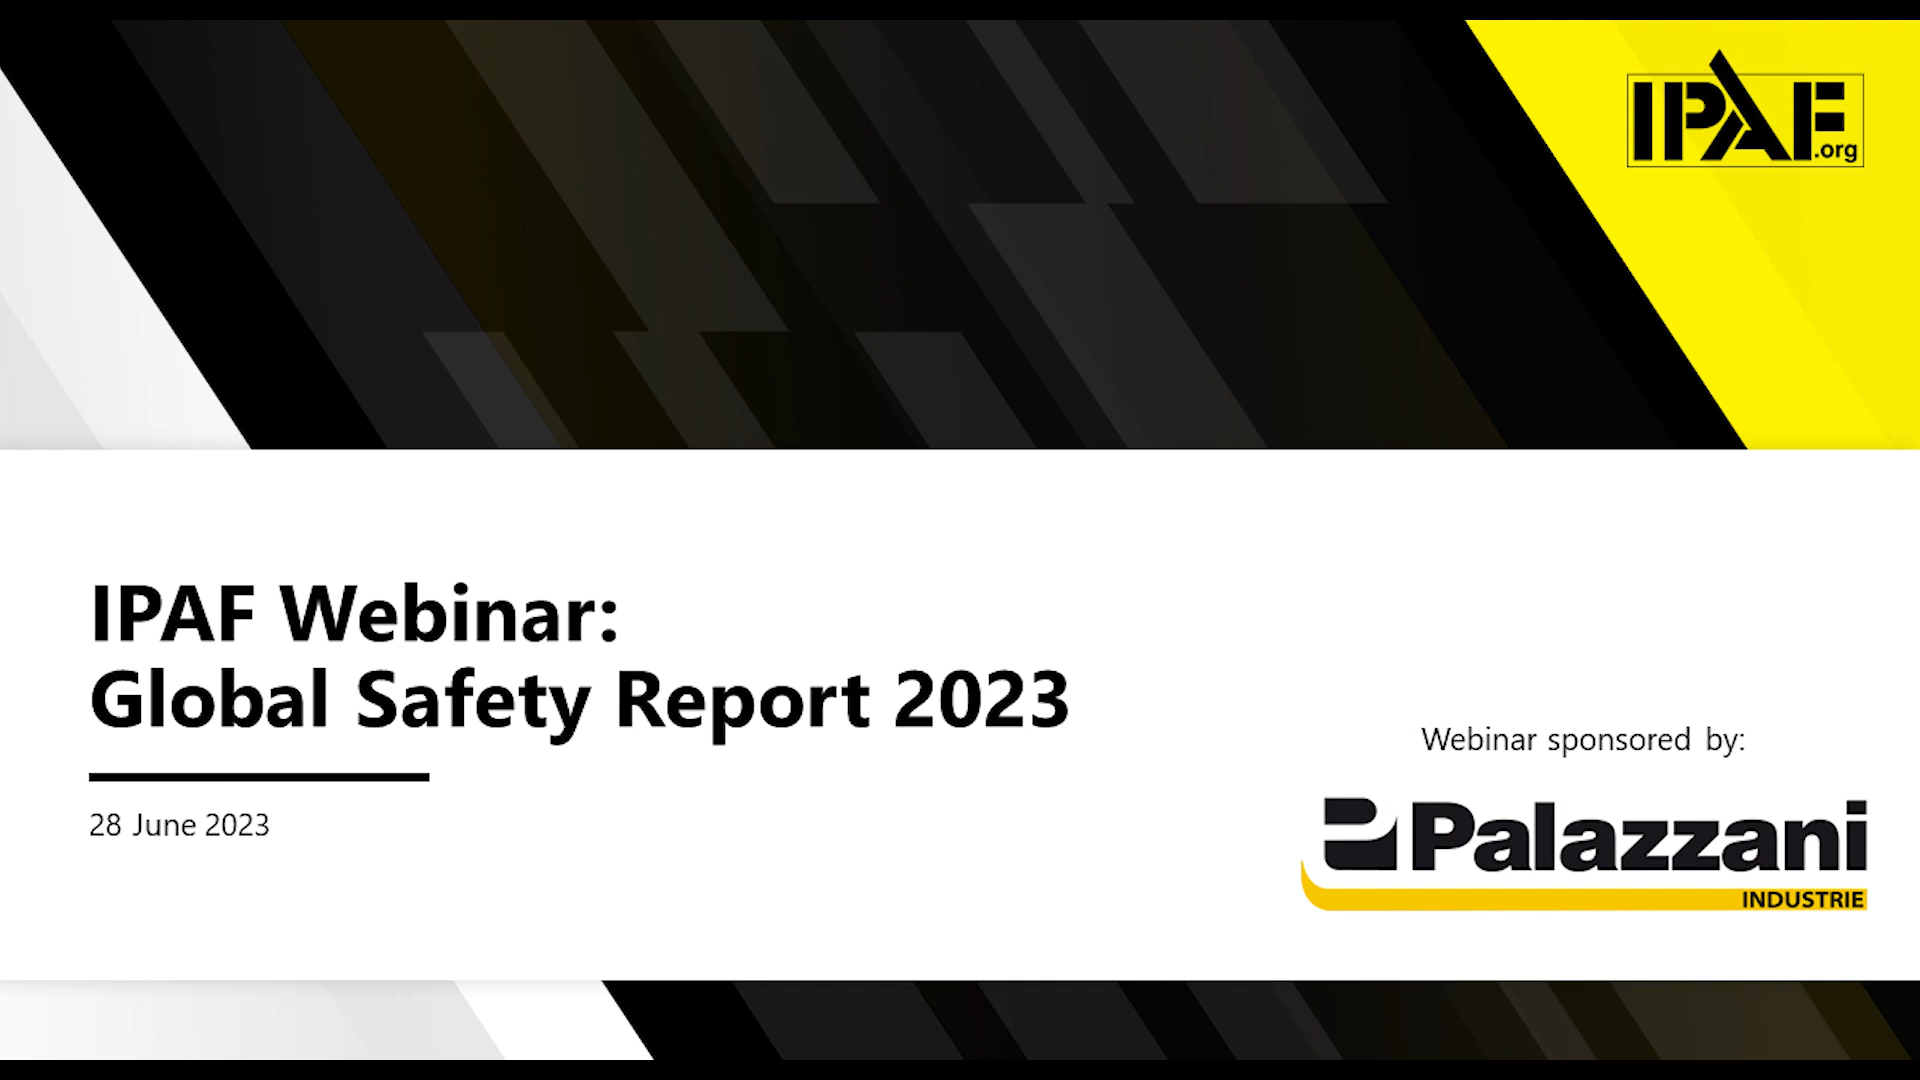 IPAF
.org
IPAF Webinar:
Global Safety Report 2023
28 June 2023
Webinar sponsored by:
Palazzani
INDUSTRIE